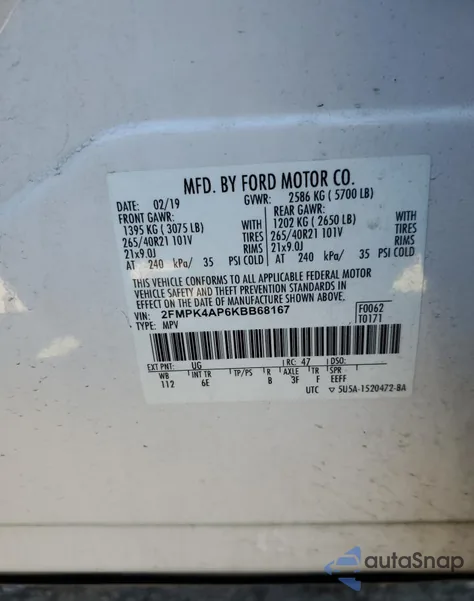 MFD. BY FORD MOTOR CO.
DATE: 02/19 GVWR: 2586 KG ( 5700 LB)
FRONT GAWR: REAR GAWR:
1395 KG ( 3075 LB) WITH 1202 KG ( 2650 LB) WITH
265/40R21 101V TIRES 265/40R21 101V TIRES
21x9.0J RIMS 21x9.0J RIMS
AT 240 kPa/ 35 PSI COLD AT 240 kPa/ 35 PSI COLD
THIS VEHICLE CONFORMS TO ALL APPLICABLE FEDERAL MOTOR
VEHICLE SAFETY AND THEFT PREVENTION STANDARDS IN
EFFECT ON THE DATE OF MANUFACTURE SHOWN ABOVE.
VIN: 2FMPK4AP6KBB68167 F0062
TYPE: MPV T0171
EXT PNT: UG RC: 47 DSO:
WB INT TR TP/PS R AXLE TR SPR
112 6E B 3F F EEFF
UTC ▽ 5U5A-1520472-BA
autoSnap